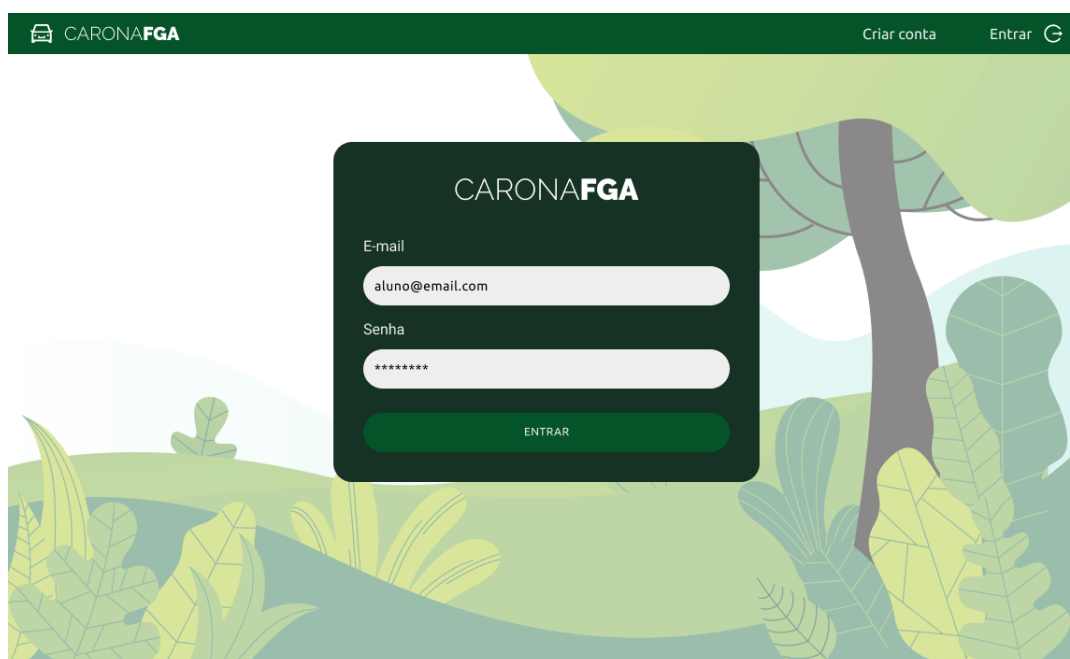 CARONAFGA
Criar conta
Entrar
CARONAFGA
E-mail
aluno@email.com
Senha
********
ENTRAR